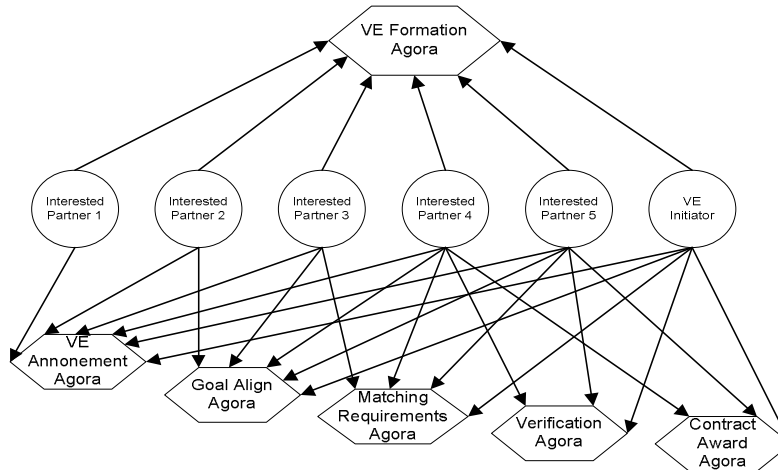 VE Formation
Agora
Interested
Partner 1
Interested
Partner 2
Interested
Partner 3
Interested
Partner 4
Interested
Partner 5
VE
Initiator
VE
Annonement
Agora
Goal Align
Agora
Matching
Requirements
Agora
Verification
Agora
Contract
Award
Agora